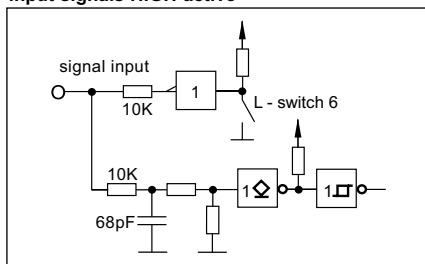 Input signals HIGH active
signal input
1
10K
L - switch 6
10K
1
1
68pF